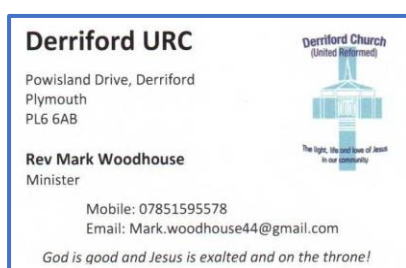 Derriford URC
Powisland Drive, Derriford
Plymouth
PL6 6AB
Rev Mark Woodhouse
Minister
Mobile: 07851595578
Email: Mark.woodhouse44@gmail.com
God is good and Jesus is exalted and on the throne!
Derriford Church
(United Reformed)
The light, life and love of Jesus
in our community